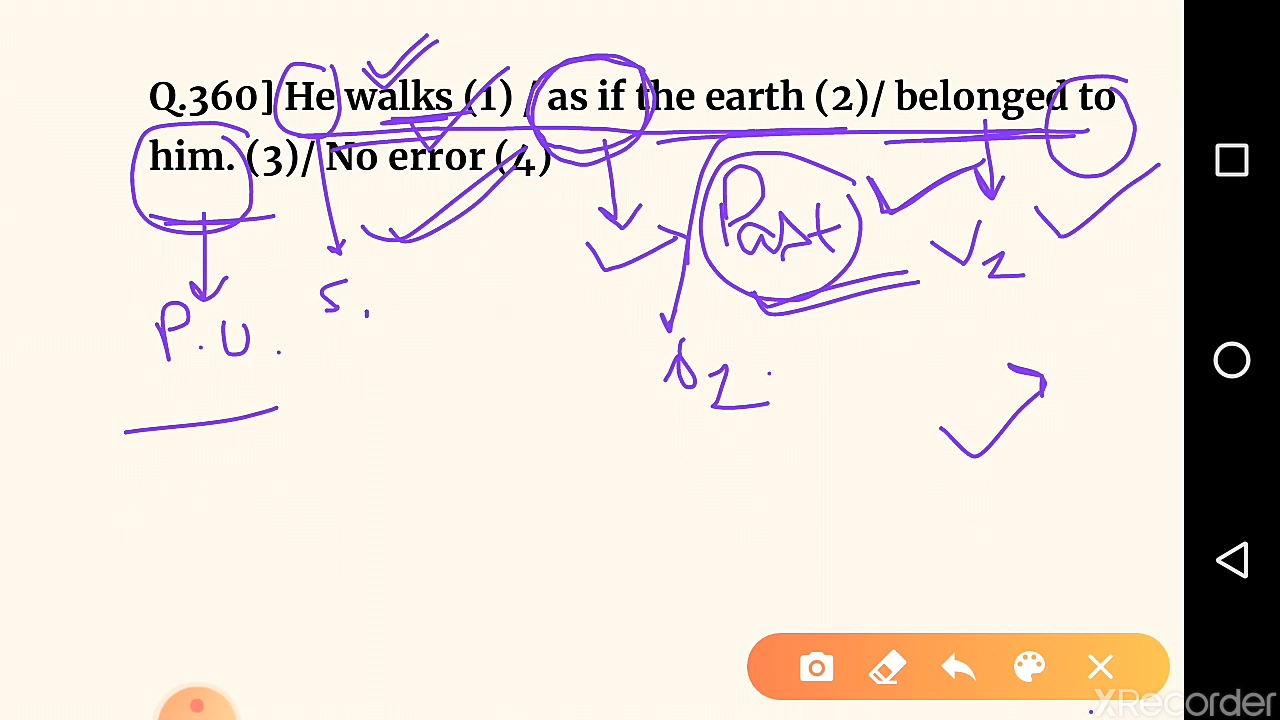 Q.360] He walks (1) / as if the earth (2)/ belonged to
him. (3)/ No error (4)
Past
V2
S.
P.U.
XRecorder